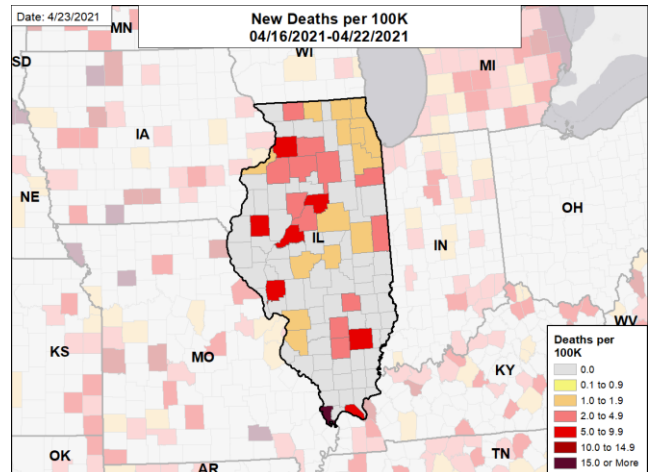 Date: 4/23/2021
New Deaths per 100K
04/16/2021-04/22/2021
MN
WI
SD
MI
IA
NE
OH
IL
IN
WV
KS
MO
KY
OK
AR
TN
Deaths per
100K
0.0
0.1 to 0.9
1.0 to 1.9
2.0 to 4.9
5.0 to 9.9
10.0 to 14.9
15.0 or More